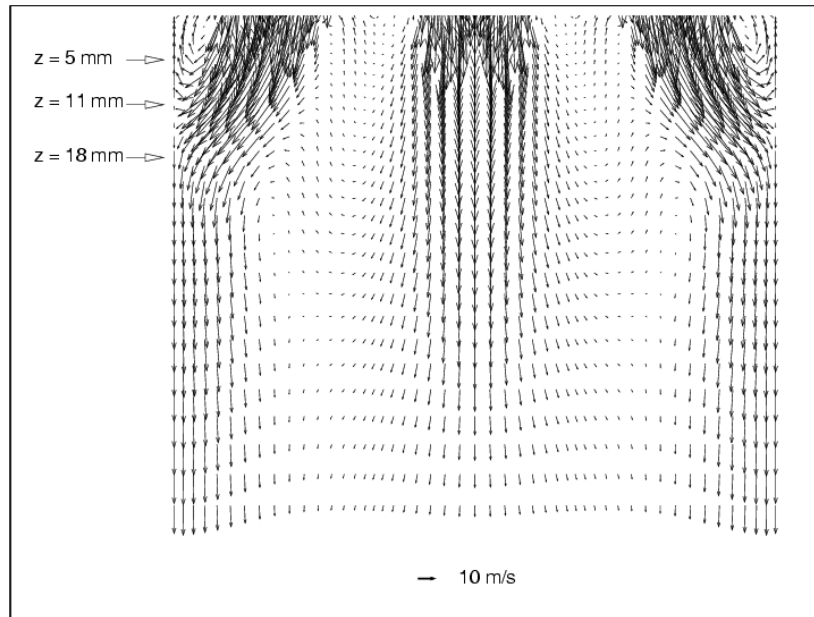 z = 5 mm
z = 11 mm
z = 18 mm
10 m/s